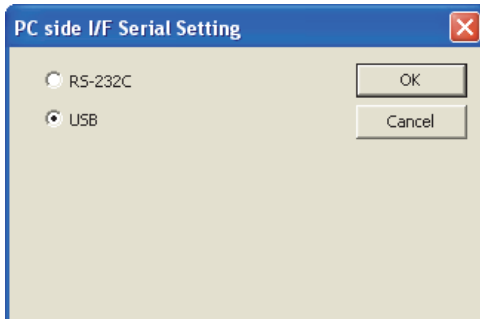 PC side I/F Serial Setting
RS-232C
OK
USB
Cancel